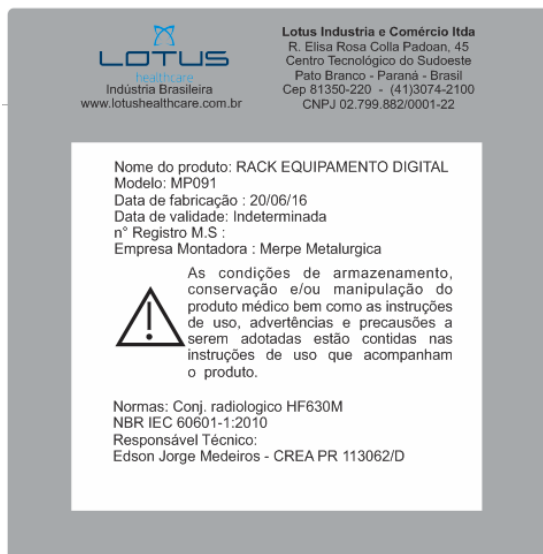 LOTUS
healthcare
Indústria Brasileira
www.lotushealthcare.com.br
Lotus Industria e Comércio ltda
R. Elisa Rosa Colla Padoan, 45
Centro Tecnológico do Sudoeste
Pato Branco - Paraná - Brasil
Cep 81350-220 - (41)3074-2100
CNPJ 02.799.882/0001-22
Nome do produto: RACK EQUIPAMENTO DIGITAL
Modelo: MP091
Data de fabricação : 20/06/16
Data de validade: Indeterminada
n° Registro M.S :
Empresa Montadora : Merpe Metalurgica
As condições de armazenamento,
conservação e/ou manipulação do
produto médico bem como as instruções
de uso, advertências e precausões a
serem adotadas estão contidas nas
instruções de uso que acompanham
o produto.
Normas: Conj. radiologico HF630M
NBR IEC 60601-1:2010
Responsável Técnico:
Edson Jorge Medeiros - CREA PR 113062/D